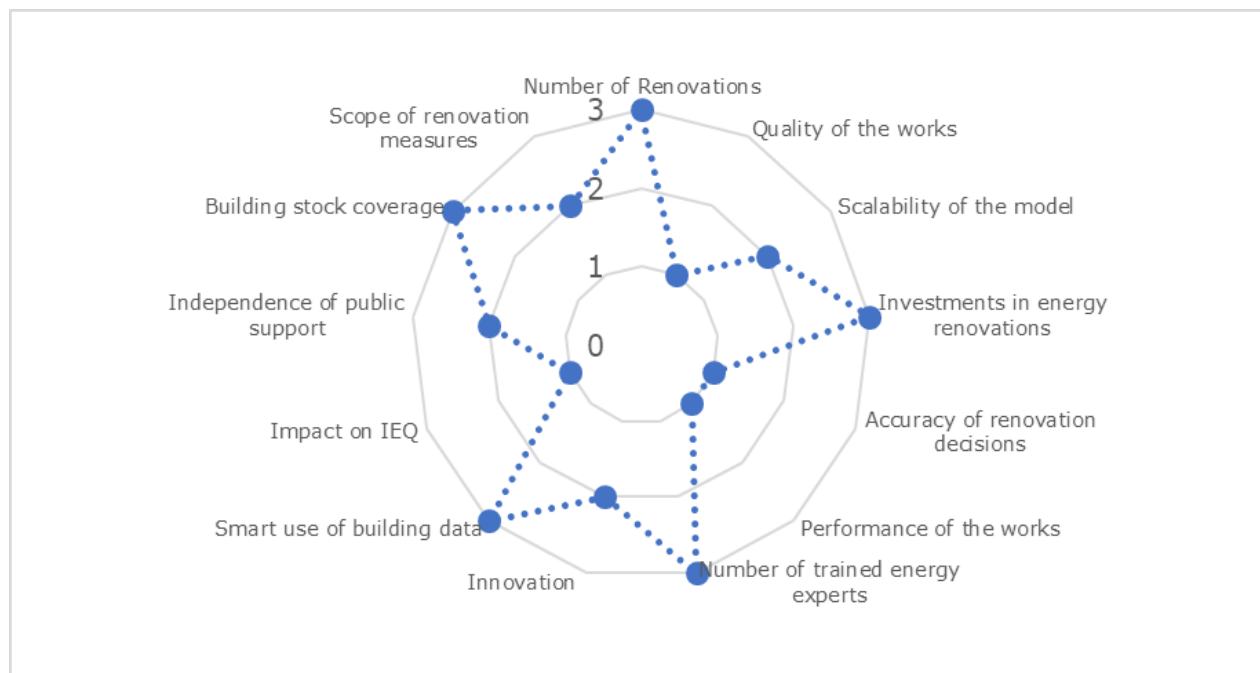 Number of Renovations
Quality of the works
Scalability of the model
Investments in energy
renovations
Accuracy of renovation
decisions
Performance of the works
Number of trained energy
experts
Innovation
Smart use of building data
Impact on IEQ
Independence of public
support
Building stock coverage
Scope of renovation
measures
3
2
1
0